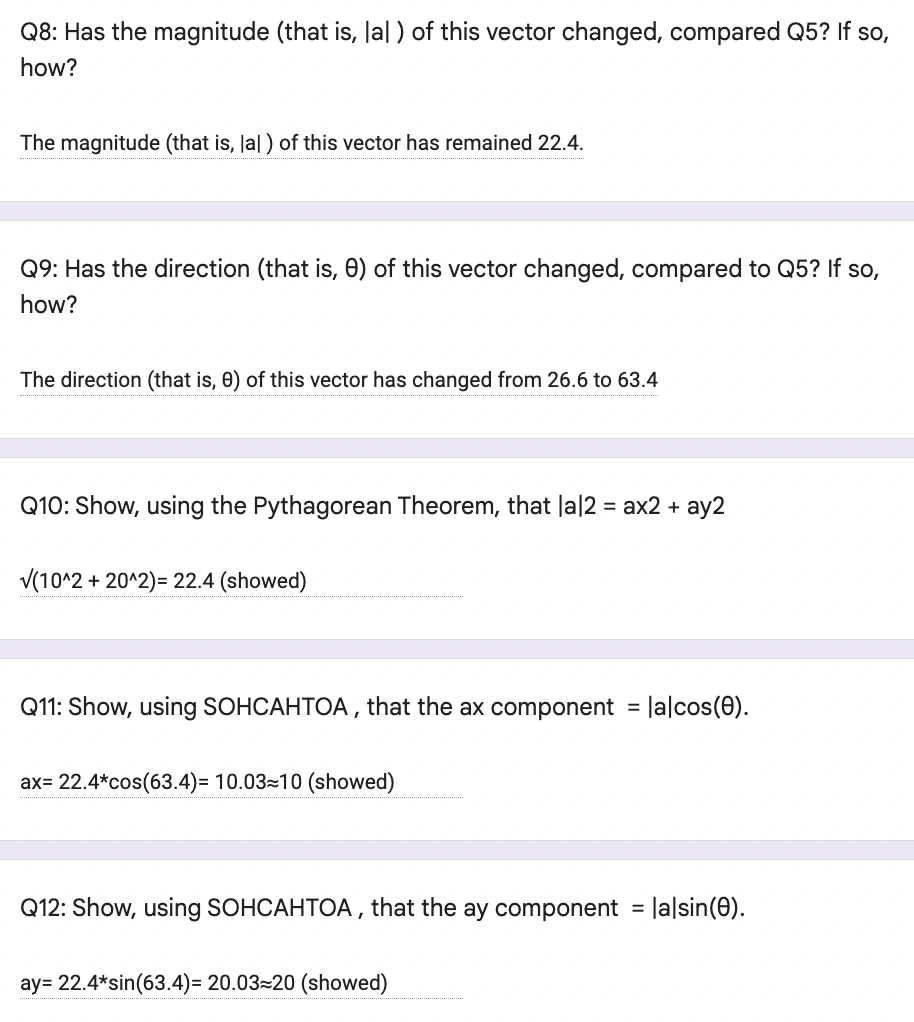 Q8: Has the magnitude (that is, |a| ) of this vector changed, compared Q5? If so,
how?
The magnitude (that is, |a| ) of this vector has remained 22.4.
Q9: Has the direction (that is, θ) of this vector changed, compared to Q5? If so,
how?
The direction (that is, θ) of this vector has changed from 26.6 to 63.4
Q10: Show, using the Pythagorean Theorem, that |a|2 = ax2 + ay2
√(10^2 + 20^2)= 22.4 (showed)
Q11: Show, using SOHCAHTOA , that the ax component  = |a|cos(θ).
ax= 22.4*cos(63.4)= 10.03≈10 (showed)
Q12: Show, using SOHCAHTOA , that the ay component  = |a|sin(θ).
ay= 22.4*sin(63.4)= 20.03≈20 (showed)